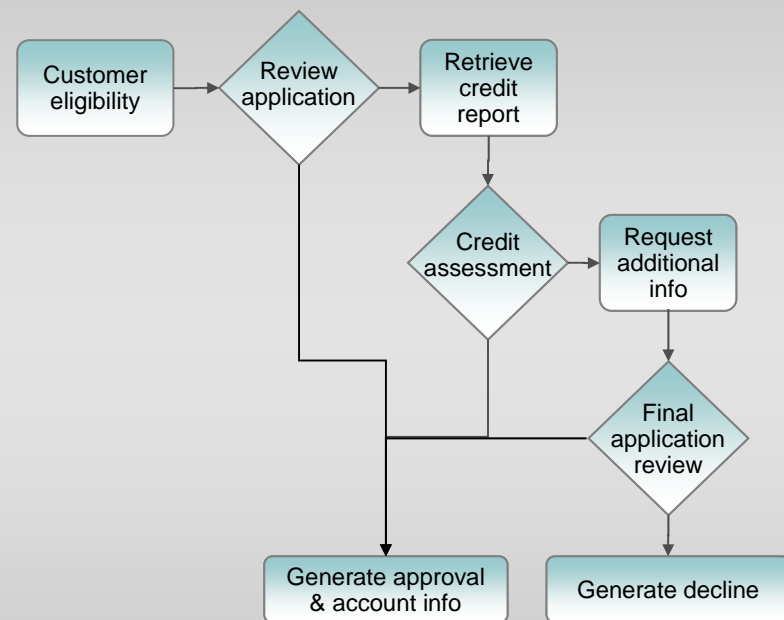 Customer
eligibility
Review
application
Retrieve
credit
report
Credit
assessment
Request
additional
info
Final
application
review
Generate approval
& account info
Generate decline